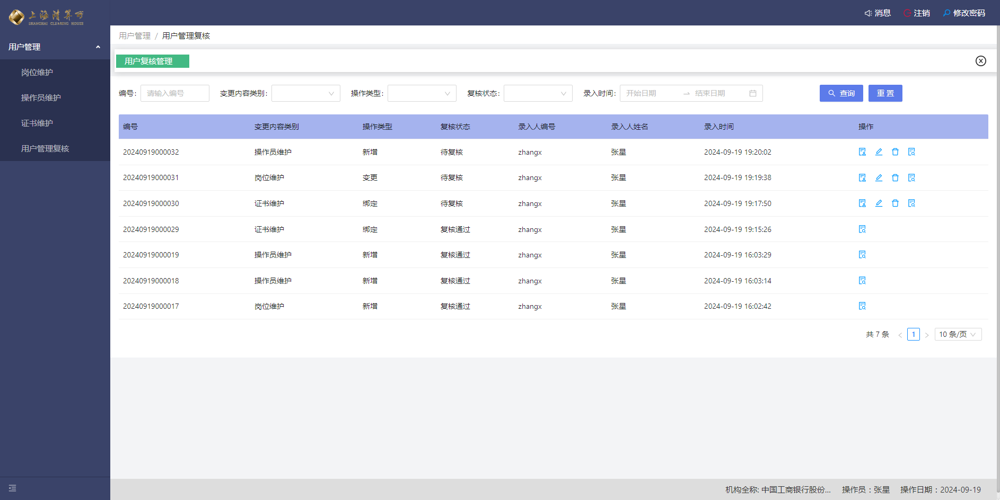 上海清算所
SHANGHAI CLEARING HOUSE
消息 注销 修改密码
用户管理
岗位维护
操作员维护
证书维护
用户管理复核
用户管理 / 用户管理复核
用户复核管理
编号: 请输入编号 变更内容类别: 操作类型: 复核状态: 录入时间: 开始日期 → 结束日期 查询 重置
编号 变更内容类别 操作类型 复核状态 录入人编号 录入人姓名 录入时间 操作
20240919000032 操作员维护 新增 待复核 zhangx 张星 2024-09-19 19:20:02
20240919000031 岗位维护 变更 待复核 zhangx 张星 2024-09-19 19:19:38
20240919000030 证书维护 绑定 待复核 zhangx 张星 2024-09-19 19:17:50
20240919000029 证书维护 绑定 复核通过 zhangx 张星 2024-09-19 19:15:26
20240919000019 操作员维护 新增 复核通过 zhangx 张星 2024-09-19 16:03:29
20240919000018 操作员维护 新增 复核通过 zhangx 张星 2024-09-19 16:03:14
20240919000017 岗位维护 新增 复核通过 zhangx 张星 2024-09-19 16:02:42
共 7 条 < 1 > 10 条/页
机构全称: 中国工商银行股份... 操作员：张星 操作日期：2024-09-19